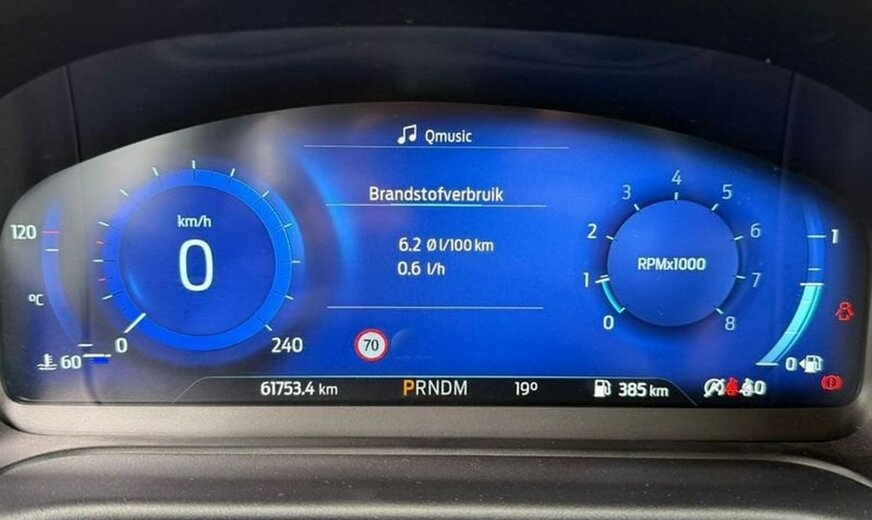 Qmusic
Brandstofverbruik
6.2 Ø l/100 km
0.6 l/h
120
°C
60
km/h
0
0
240
70
RPMx1000
0
1
2
3
4
5
6
7
8
1
0
61753.4 km
PRNDM
19°
385 km